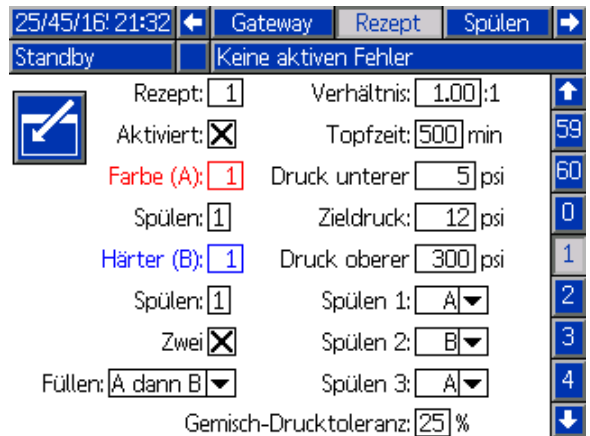 25/45/16! 21:32 Gateway Rezept Spülen
Standby Keine aktiven Fehler
Rezept: 1 Verhältnis: 1.00 :1
Aktiviert: Topfzeit: 500 min 59
Farbe (A): 1 Druck unterer 5 psi 60
Spülen: 1 Zieldruck: 12 psi 0
Härter (B): 1 Druck oberer 300 psi 1
Spülen: 1 Spülen 1: A 2
Zwei Spülen 2: B 3
Füllen: A dann B Spülen 3: A 4
Gemisch-Drucktoleranz: 25 %